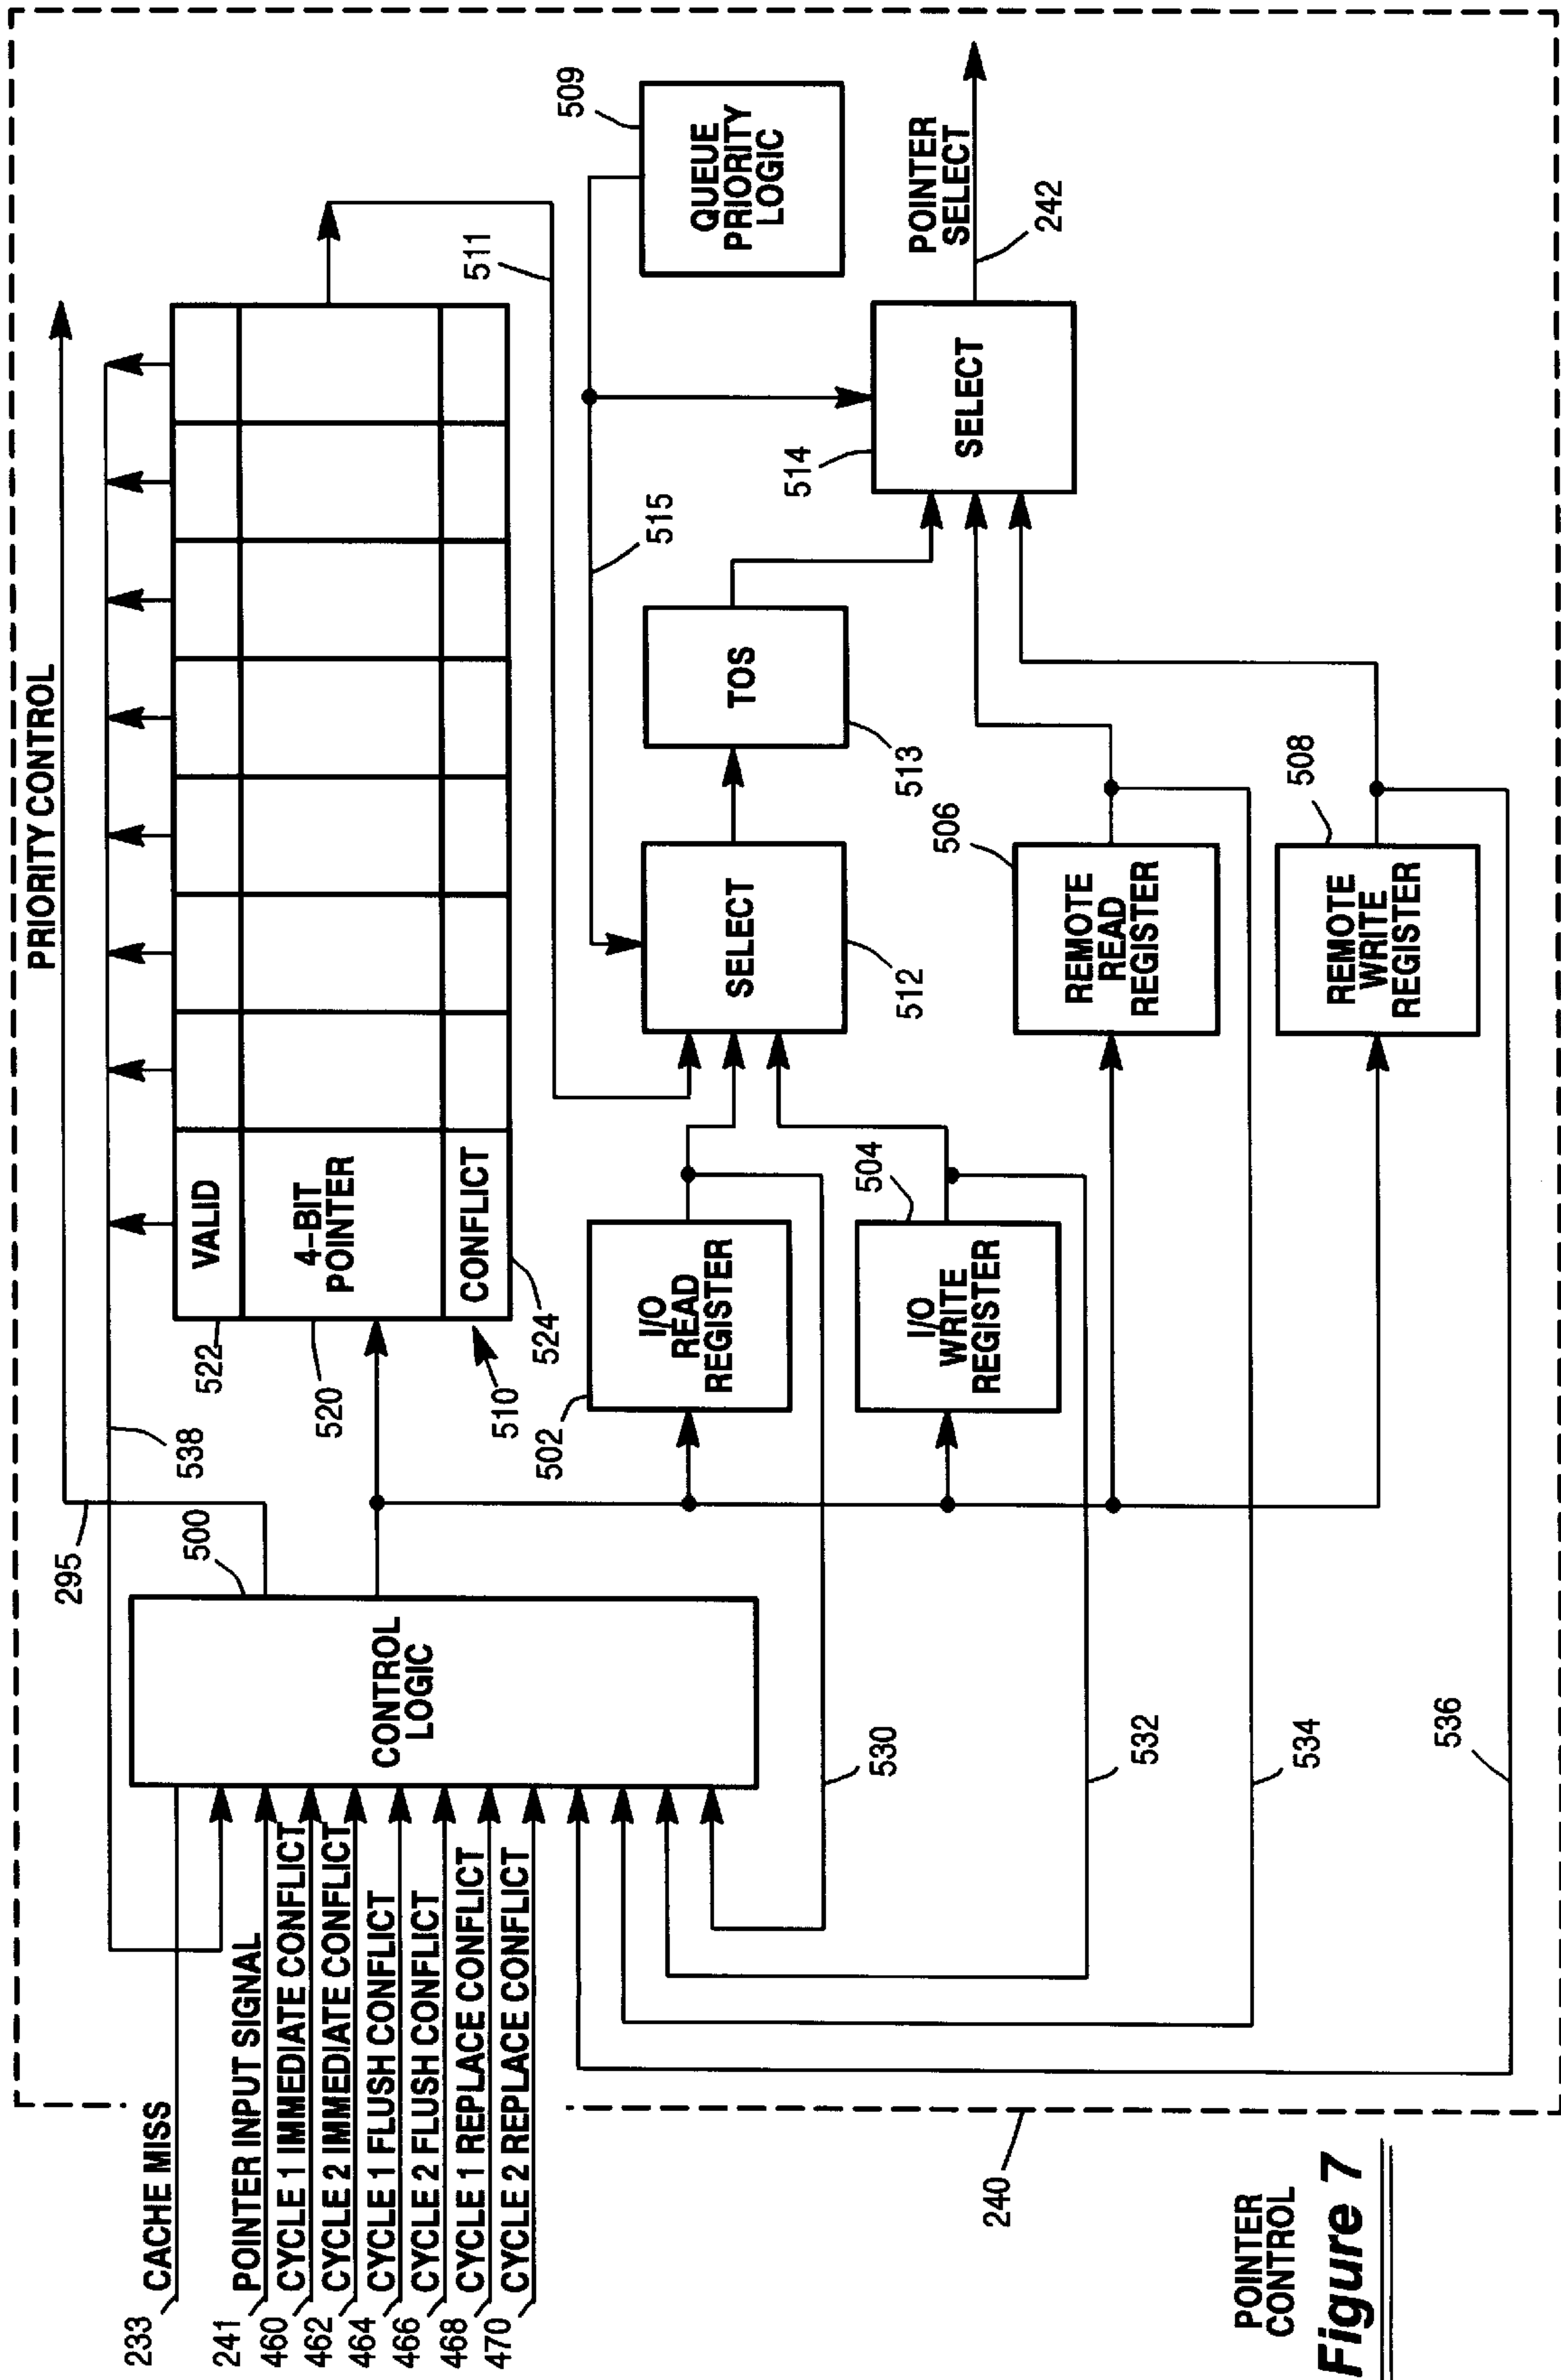 PRIORITY CONTROL
295
538
500
CONTROL
LOGIC
522
520
510
524
VALID
4-BIT
POINTER
CONFLICT
511
509
QUEUE
PRIORITY
LOGIC
515
502
I/O
READ
REGISTER
504
I/O
WRITE
REGISTER
SELECT
512
TOS
513
514
SELECT
POINTER
SELECT
242
506
REMOTE
READ
REGISTER
508
REMOTE
WRITE
REGISTER
530
532
534
536
233 CACHE MISS
241 POINTER INPUT SIGNAL
460 CYCLE 1 IMMEDIATE CONFLICT
462 CYCLE 2 IMMEDIATE CONFLICT
464 CYCLE 1 FLUSH CONFLICT
466 CYCLE 2 FLUSH CONFLICT
468 CYCLE 1 REPLACE CONFLICT
470 CYCLE 2 REPLACE CONFLICT
240
POINTER
CONTROL
Figure 7